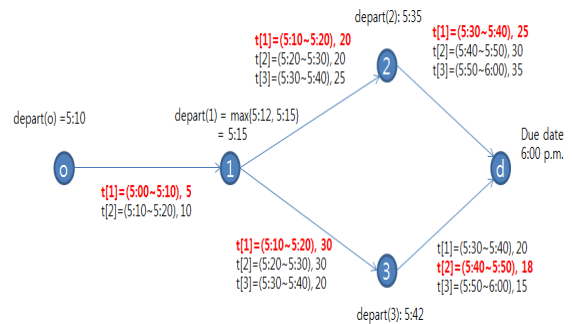 depart(2): 5:35
t[1]=(5:10~5:20), 20
t[2]=(5:20~5:30), 20
t[3]=(5:30~5:40), 25
t[1]=(5:30~5:40), 25
t[2]=(5:40~5:50), 30
t[3]=(5:50~6:00), 35
2
depart(o) =5:10
depart(1) = max{5:12, 5:15}
= 5:15
Due date
6:00 p.m.
o
1
d
t[1]=(5:00~5:10), 5
t[2]=(5:10~5:20), 10
t[1]=(5:10~5:20), 30
t[2]=(5:20~5:30), 30
t[3]=(5:30~5:40), 20
t[1]=(5:30~5:40), 20
t[2]=(5:40~5:50), 18
t[3]=(5:50~6:00), 15
3
depart(3): 5:42